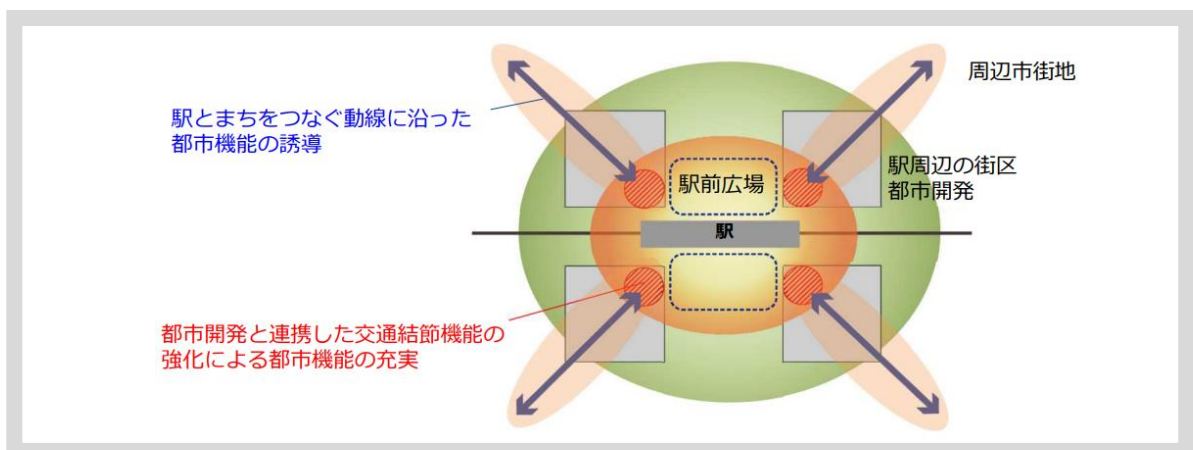 周辺市街地
駅とまちをつなぐ動線に沿った
都市機能の誘導
駅周辺の街区
都市開発
駅前広場
駅
都市開発と連携した交通結節機能の
強化による都市機能の充実